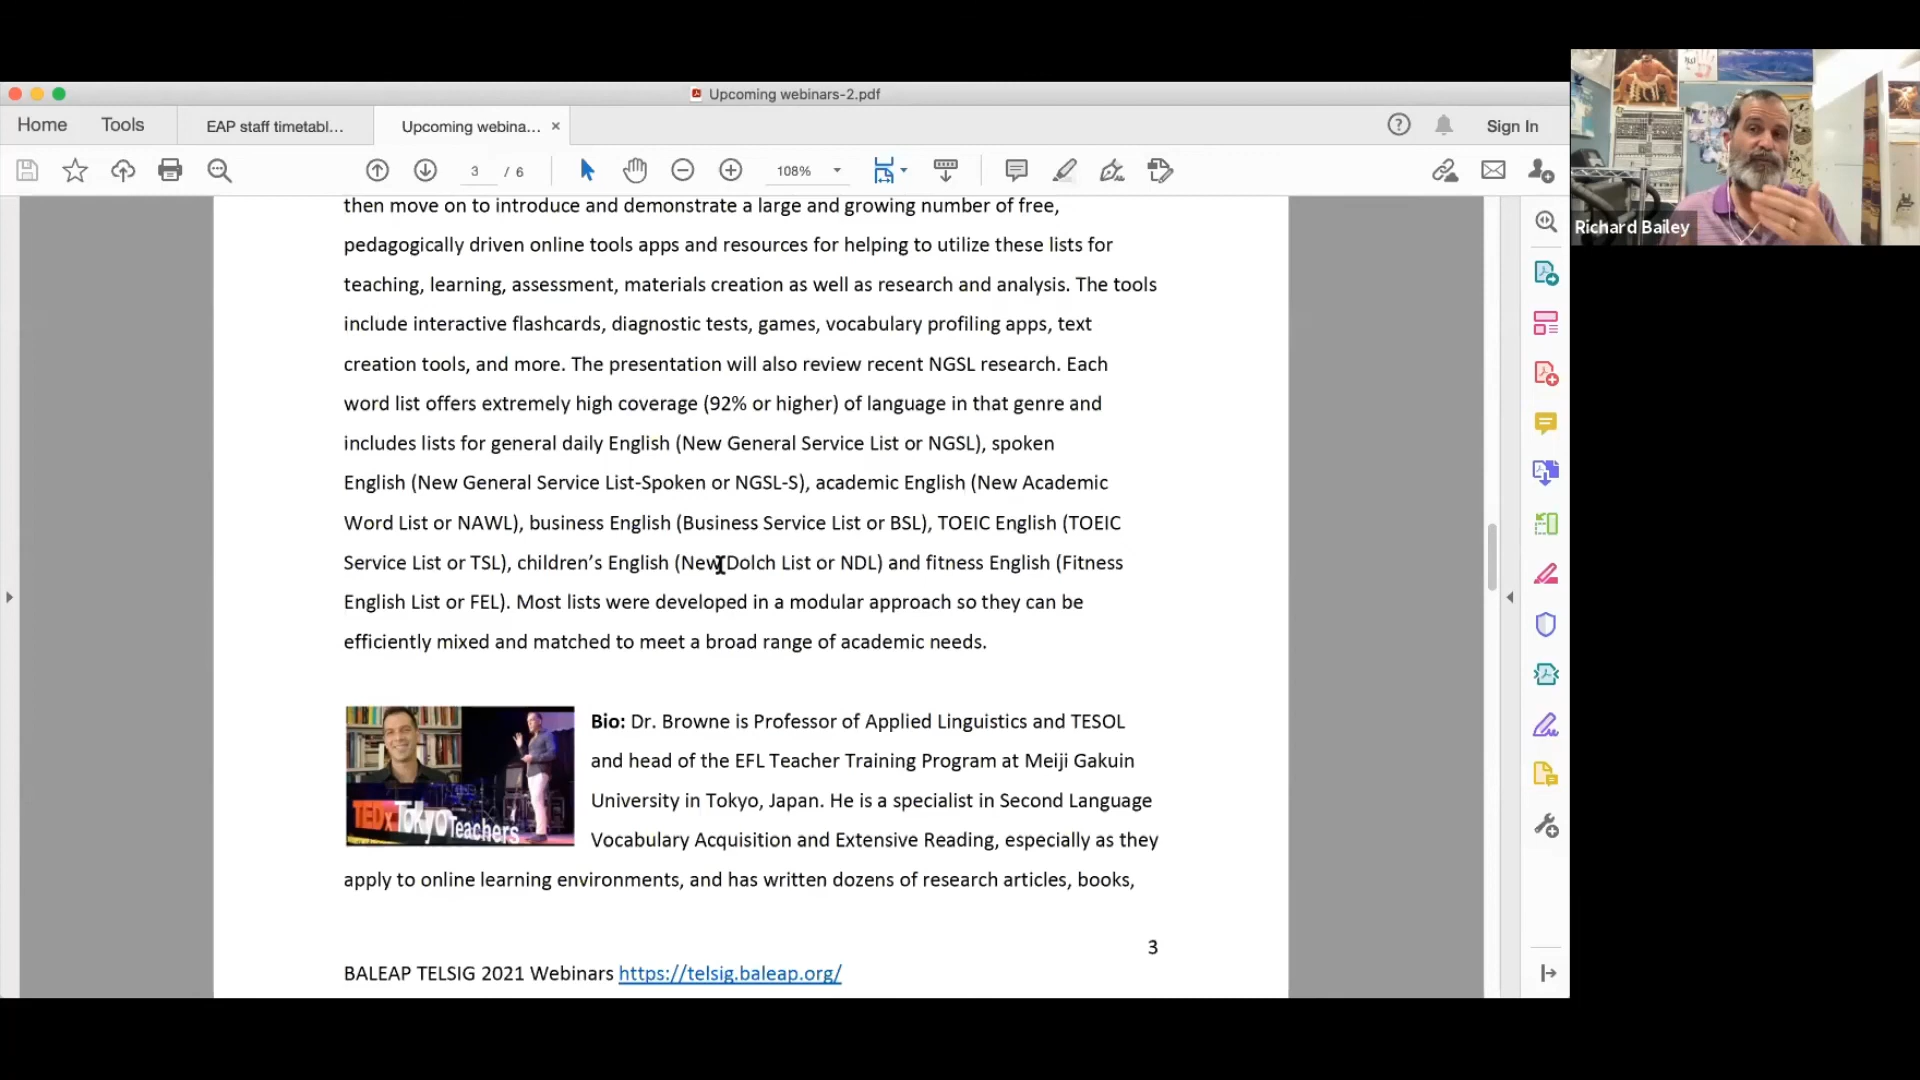 Upcoming webinars-2.pdf
Home
Tools
EAP staff timetabl...
Upcoming webina...
Sign In
3 / 6
108%
Richard Bailey
then move on to introduce and demonstrate a large and growing number of free,
pedagogically driven online tools apps and resources for helping to utilize these lists for
teaching, learning, assessment, materials creation as well as research and analysis. The tools
include interactive flashcards, diagnostic tests, games, vocabulary profiling apps, text
creation tools, and more. The presentation will also review recent NGSL research. Each
word list offers extremely high coverage (92% or higher) of language in that genre and
includes lists for general daily English (New General Service List or NGSL), spoken
English (New General Service List-Spoken or NGSL-S), academic English (New Academic
Word List or NAWL), business English (Business Service List or BSL), TOEIC English (TOEIC
Service List or TSL), children’s English (New Dolch List or NDL) and fitness English (Fitness
English List or FEL). Most lists were developed in a modular approach so they can be
efficiently mixed and matched to meet a broad range of academic needs.
TEDxTokyoTeachers
Bio: Dr. Browne is Professor of Applied Linguistics and TESOL
and head of the EFL Teacher Training Program at Meiji Gakuin
University in Tokyo, Japan. He is a specialist in Second Language
Vocabulary Acquisition and Extensive Reading, especially as they
apply to online learning environments, and has written dozens of research articles, books,
3
BALEAP TELSIG 2021 Webinars https://telsig.baleap.org/